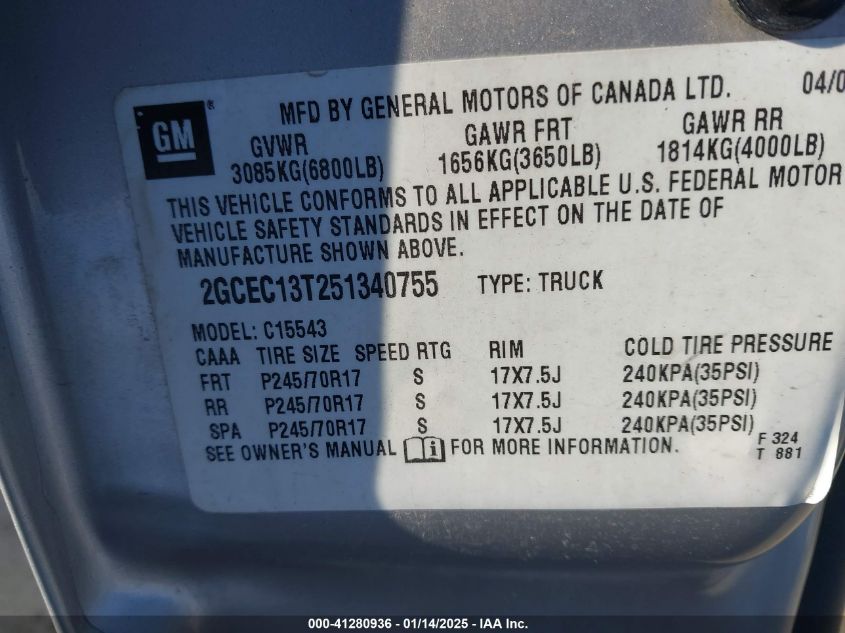 GM ®
MFD BY GENERAL MOTORS OF CANADA LTD. 04/0
GVWR GAWR FRT GAWR RR
3085KG(6800LB) 1656KG(3650LB) 1814KG(4000LB)
THIS VEHICLE CONFORMS TO ALL APPLICABLE U.S. FEDERAL MOTOR
VEHICLE SAFETY STANDARDS IN EFFECT ON THE DATE OF
MANUFACTURE SHOWN ABOVE.
2GCEC13T251340755 TYPE: TRUCK
MODEL: C15543
CAAA TIRE SIZE SPEED RTG RIM COLD TIRE PRESSURE
FRT P245/70R17 S 17X7.5J 240KPA(35PSI)
RR P245/70R17 S 17X7.5J 240KPA(35PSI)
SPA P245/70R17 S 17X7.5J 240KPA(35PSI)
SEE OWNER'S MANUAL i FOR MORE INFORMATION.
F 324
T 881
000-41280936 - 01/14/2025 - IAA Inc.